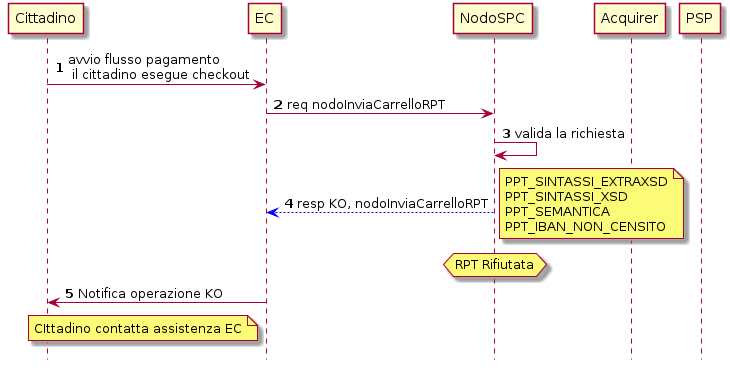 Cittadino EC NodoSPC Acquirer PSP
1 avvio flusso pagamento
il cittadino esegue checkout
2 req nodoInviaCarrelloRPT
3 valida la richiesta
4 resp KO, nodoInviaCarrelloRPT
PPT_SINTASSI_EXTRAXSD
PPT_SINTASSI_XSD
PPT_SEMANTICA
PPT_IBAN_NON_CENSITO
RPT Rifiutata
5 Notifica operazione KO
CIttadino contatta assistenza EC